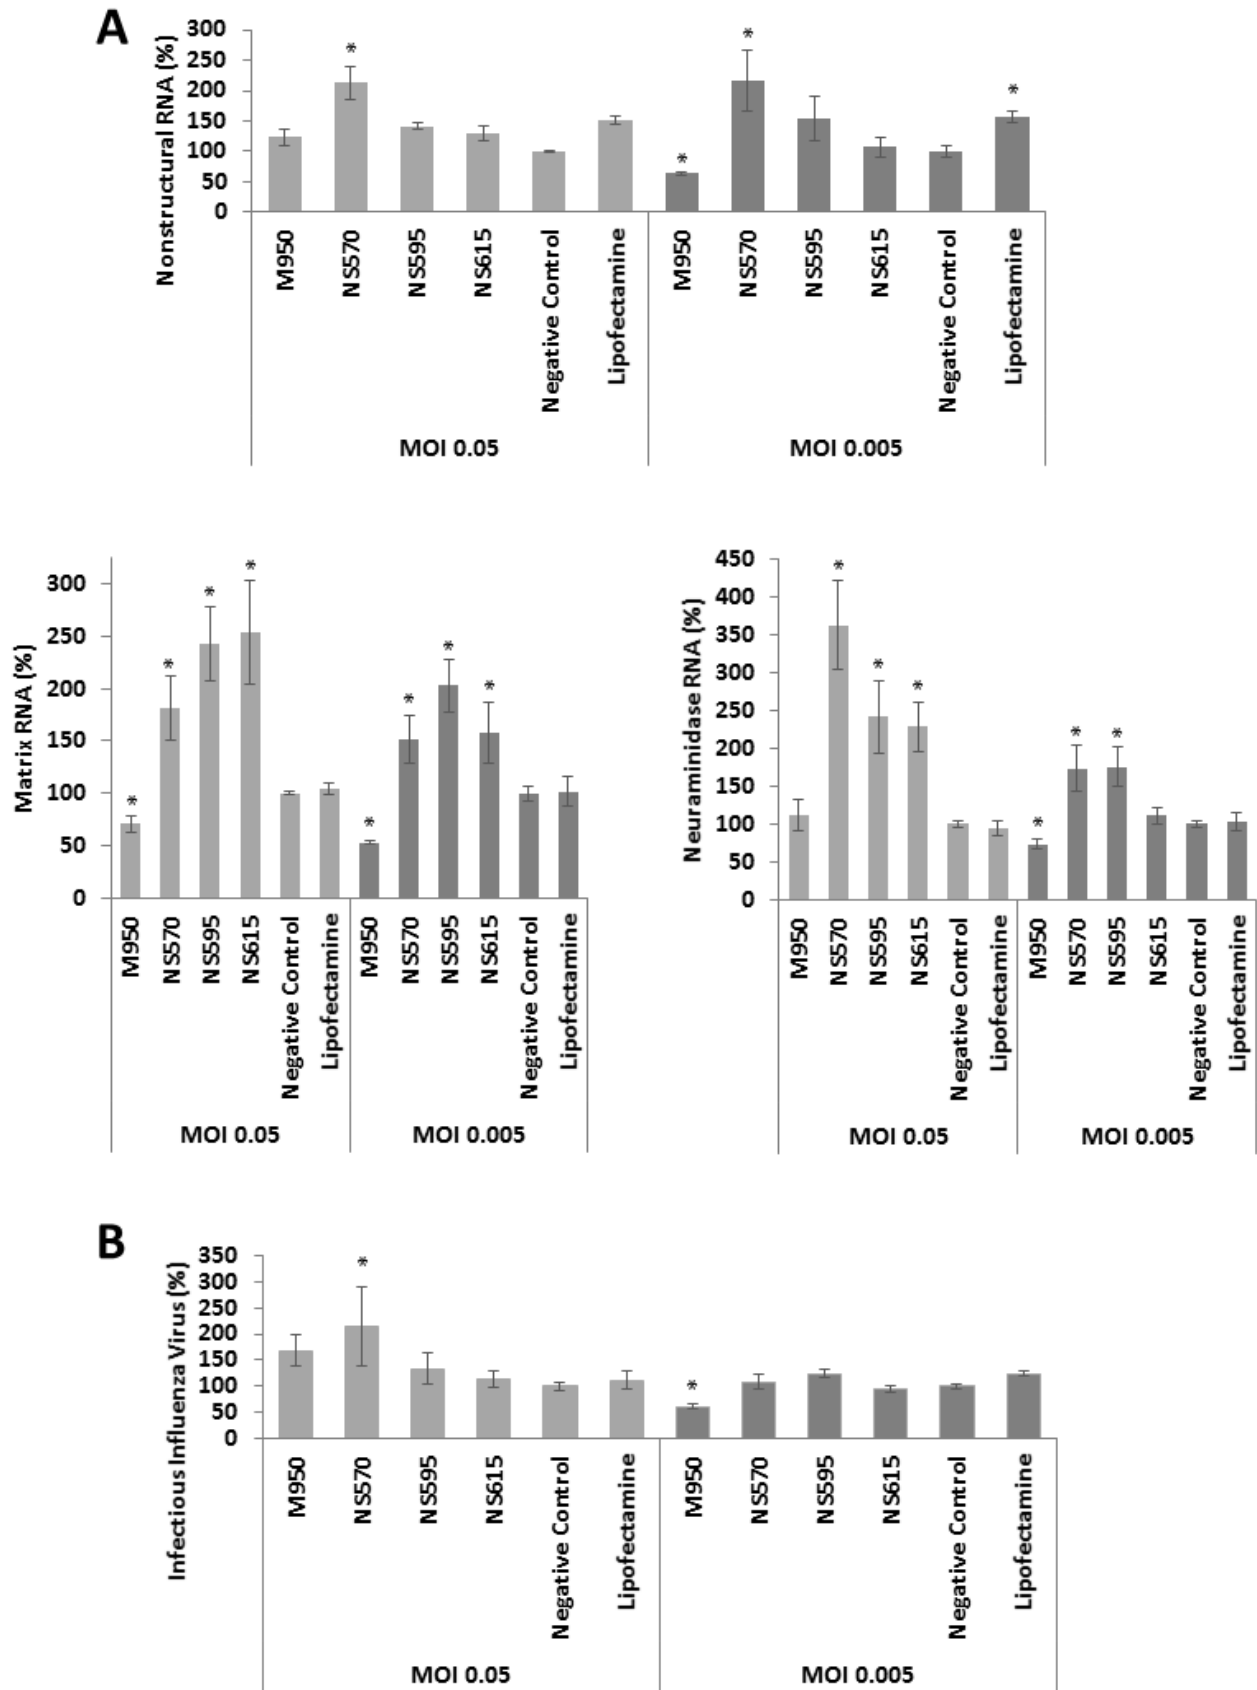 A
Nonstructural RNA (%)
300
250
200
150
100
50
0
*
*
*
*
M950
NS570
NS595
NS615
Negative Control
Lipofectamine
M950
NS570
NS595
NS615
Negative Control
Lipofectamine
MOI 0.05
MOI 0.005
Matrix RNA (%)
300
250
200
150
100
50
0
*
*
*
*
*
*
*
*
M950
NS570
NS595
NS615
Negative Control
Lipofectamine
M950
NS570
NS595
NS615
Negative Control
Lipofectamine
MOI 0.05
MOI 0.005
Neuraminidase RNA (%)
450
400
350
300
250
200
150
100
50
0
*
*
*
*
*
*
M950
NS570
NS595
NS615
Negative Control
Lipofectamine
M950
NS570
NS595
NS615
Negative Control
Lipofectamine
MOI 0.05
MOI 0.005
B
Infectious Influenza Virus (%)
350
300
250
200
150
100
50
0
*
*
M950
NS570
NS595
NS615
Negative Control
Lipofectamine
M950
NS570
NS595
NS615
Negative Control
Lipofectamine
MOI 0.05
MOI 0.005